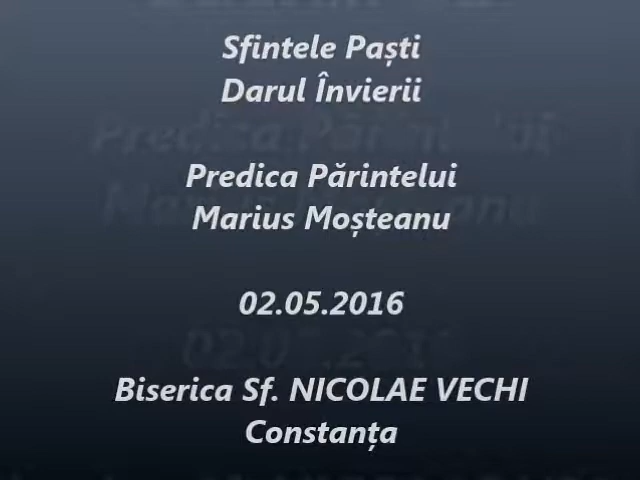 Sfintele Paști
Darul Învierii
Predica Părintelui
Marius Moșteanu
02.05.2016
Biserica Sf. NICOLAE VECHI
Constanța